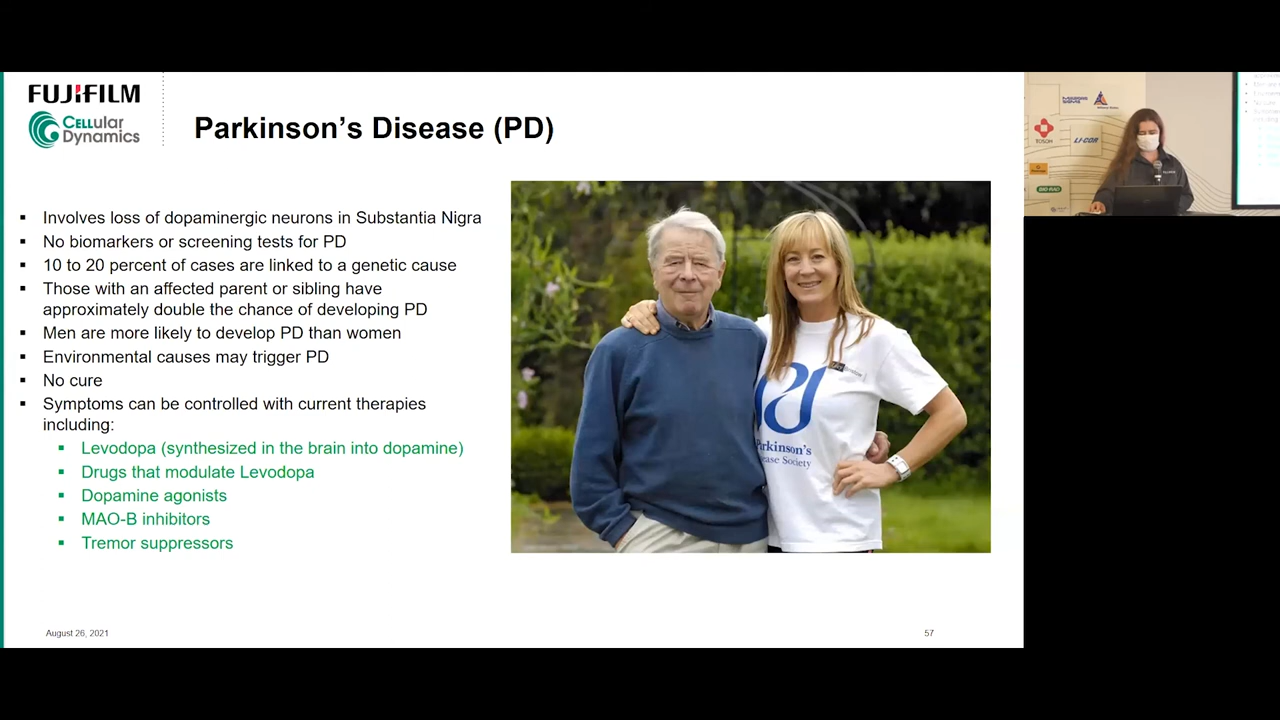 FUJIFILM
CELLular
Dynamics
Parkinson’s Disease (PD)
Involves loss of dopaminergic neurons in Substantia Nigra
No biomarkers or screening tests for PD
10 to 20 percent of cases are linked to a genetic cause
Those with an affected parent or sibling have
approximately double the chance of developing PD
Men are more likely to develop PD than women
Environmental causes may trigger PD
No cure
Symptoms can be controlled with current therapies
including:
Levodopa (synthesized in the brain into dopamine)
Drugs that modulate Levodopa
Dopamine agonists
MAO-B inhibitors
Tremor suppressors
arkinson's
ease Society
August 26, 2021
57
TOSOH
LI-COR
BIO-RAD